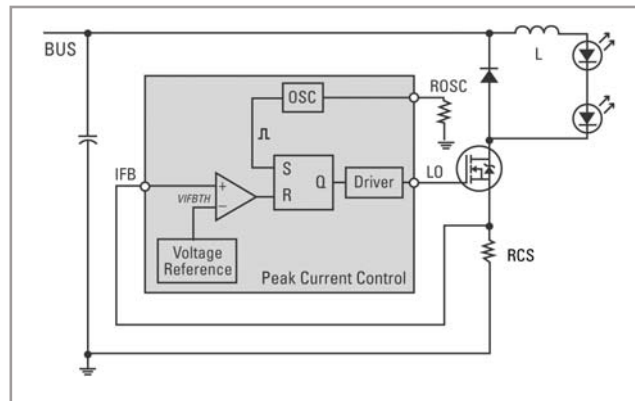 BUS
L
OSC
ROSC
IFB
S
R
Q
Driver
LO
VIFBTH
+
−
Voltage
Reference
RCS
Peak Current Control